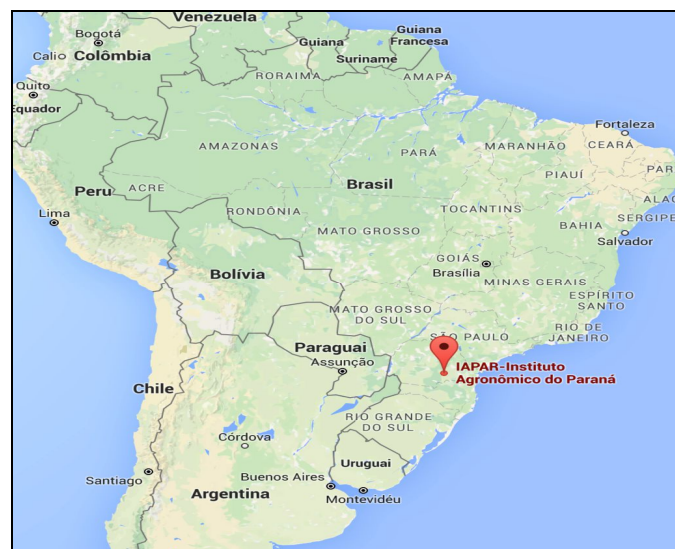 Venezuela
Bogotá
Guiana
Guiana
Francesa
Cali
Colômbia
Suriname
RORAIMA
AMAPÁ
Quito
Equador
Fortaleza
AMAZONAS
PARÁ
MARANHÃO
CEARÁ
PIAUÍ
PAR
Peru
ACRE
Brasil
ALAG
Lima
RONDÔNIA
TOCANTINS
SERGIPE
MATO GROSSO
BAHIA
Salvador
GOIÁS
Bolívia
Brasília
MINAS GERAIS
ESPÍRITO
SANTO
MATO GROSSO
DO SUL
SÃO PAULO
RIO DE
JANEIRO
Paraguai
Assunção
IAPAR-Instituto
Agronômico do Paraná
Chile
RIO GRANDE
DO SUL
Córdova
Uruguai
Santiago
Buenos Aires
Argentina
Montevidéu